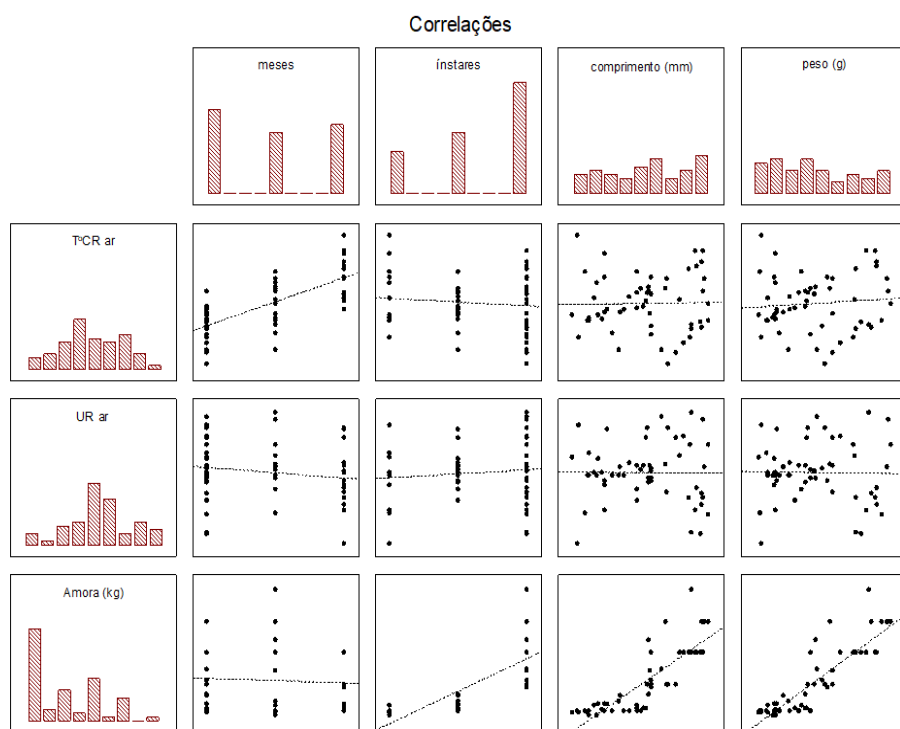 Correlações
meses
ínstares
comprimento (mm)
peso (g)
TºCR ar
UR ar
Amora (kg)